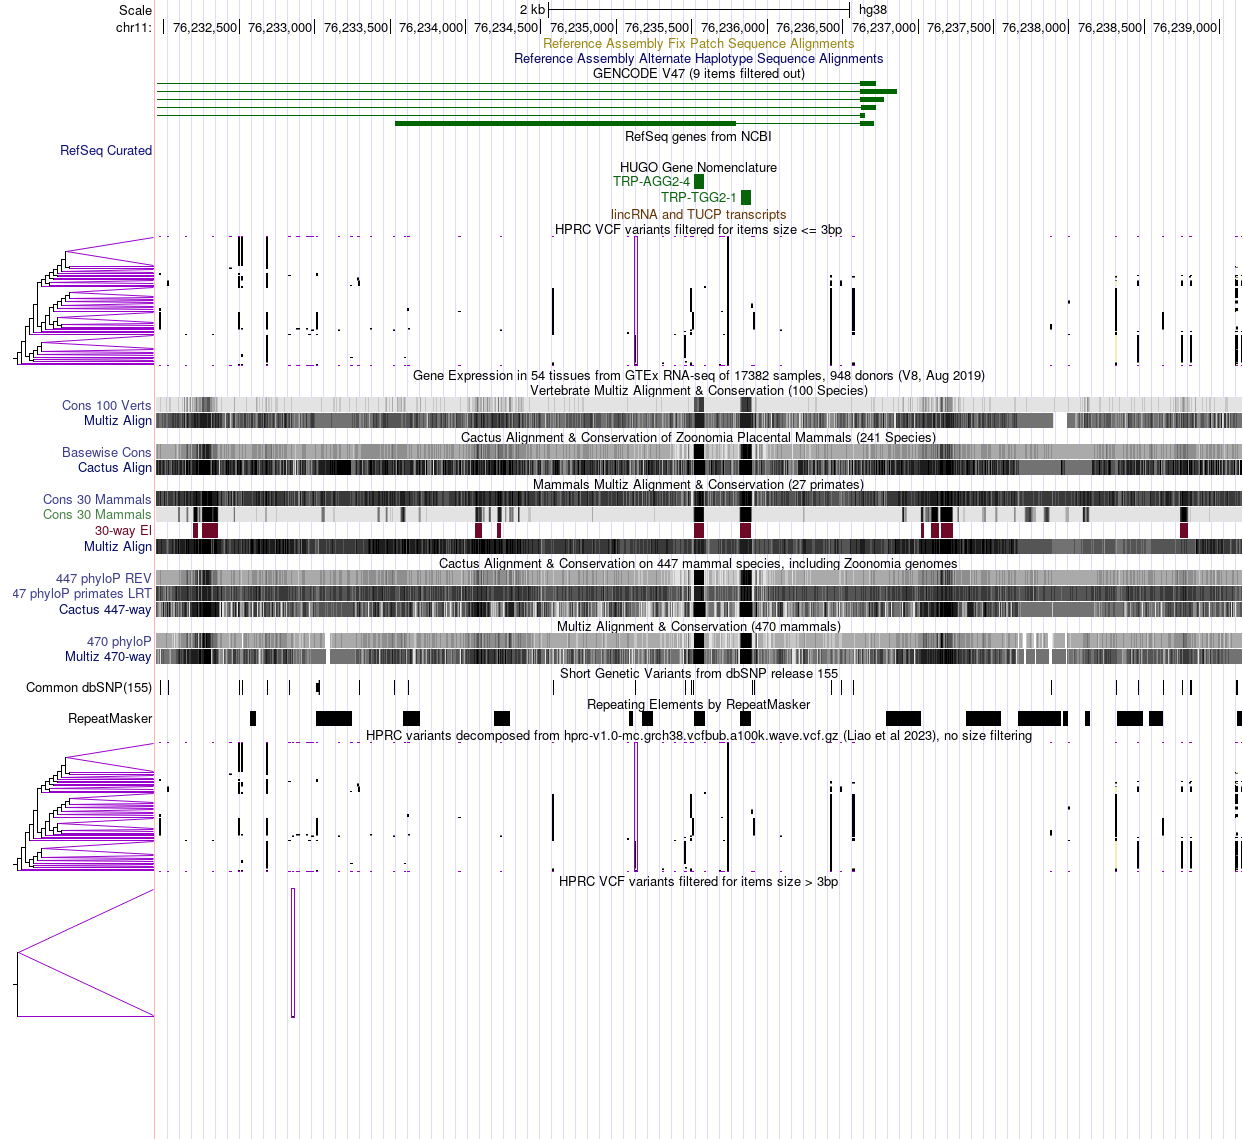 Scale 2 kb hg38
chr11: 76,232,500 76,233,000 76,233,500 76,234,000 76,234,500 76,235,000 76,235,500 76,236,000 76,236,500 76,237,000 76,237,500 76,238,000 76,238,500 76,239,000
Reference Assembly Fix Patch Sequence Alignments
Reference Assembly Alternate Haplotype Sequence Alignments
GENCODE V47 (9 items filtered out)
RefSeq genes from NCBI
RefSeq Curated
HUGO Gene Nomenclature
TRP-AGG2-4
TRP-TGG2-1
lincRNA and TUCP transcripts
HPRC VCF variants filtered for items size <= 3bp
Gene Expression in 54 tissues from GTEx RNA-seq of 17382 samples, 948 donors (V8, Aug 2019)
Vertebrate Multiz Alignment & Conservation (100 Species)
Cons 100 Verts
Multiz Align
Cactus Alignment & Conservation of Zoonomia Placental Mammals (241 Species)
Basewise Cons
Cactus Align
Mammals Multiz Alignment & Conservation (27 primates)
Cons 30 Mammals
Cons 30 Mammals
30-way El
Multiz Align
Cactus Alignment & Conservation on 447 mammal species, including Zoonomia genomes
447 phyloP REV
47 phyloP primates LRT
Cactus 447-way
Multiz Alignment & Conservation (470 mammals)
470 phyloP
Multiz 470-way
Short Genetic Variants from dbSNP release 155
Common dbSNP(155)
Repeating Elements by RepeatMasker
RepeatMasker
HPRC variants decomposed from hprc-v1.0-mc.grch38.vcfbub.a100k.wave.vcf.gz (Liao et al 2023), no size filtering
HPRC VCF variants filtered for items size > 3bp